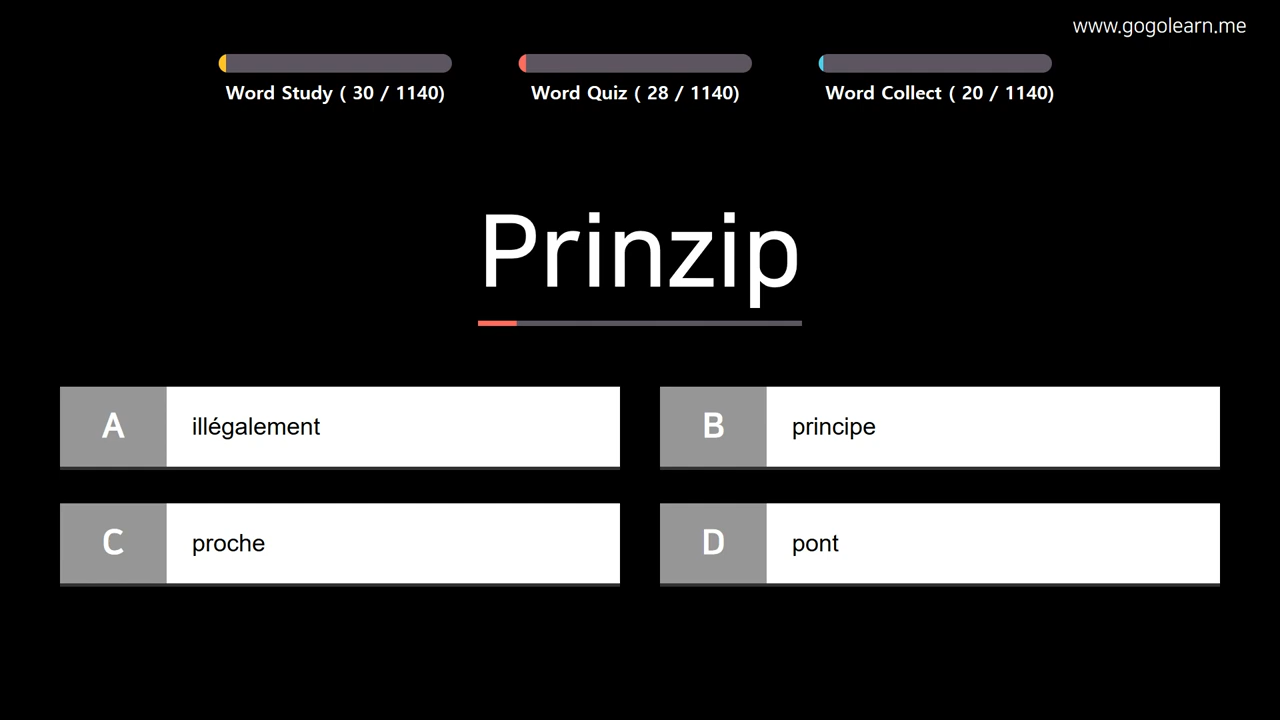 www.gogolearn.me
Word Study ( 30 / 1140)
Word Quiz ( 28 / 1140)
Word Collect ( 20 / 1140)
Prinzip
A illégalement
B principe
C proche
D pont